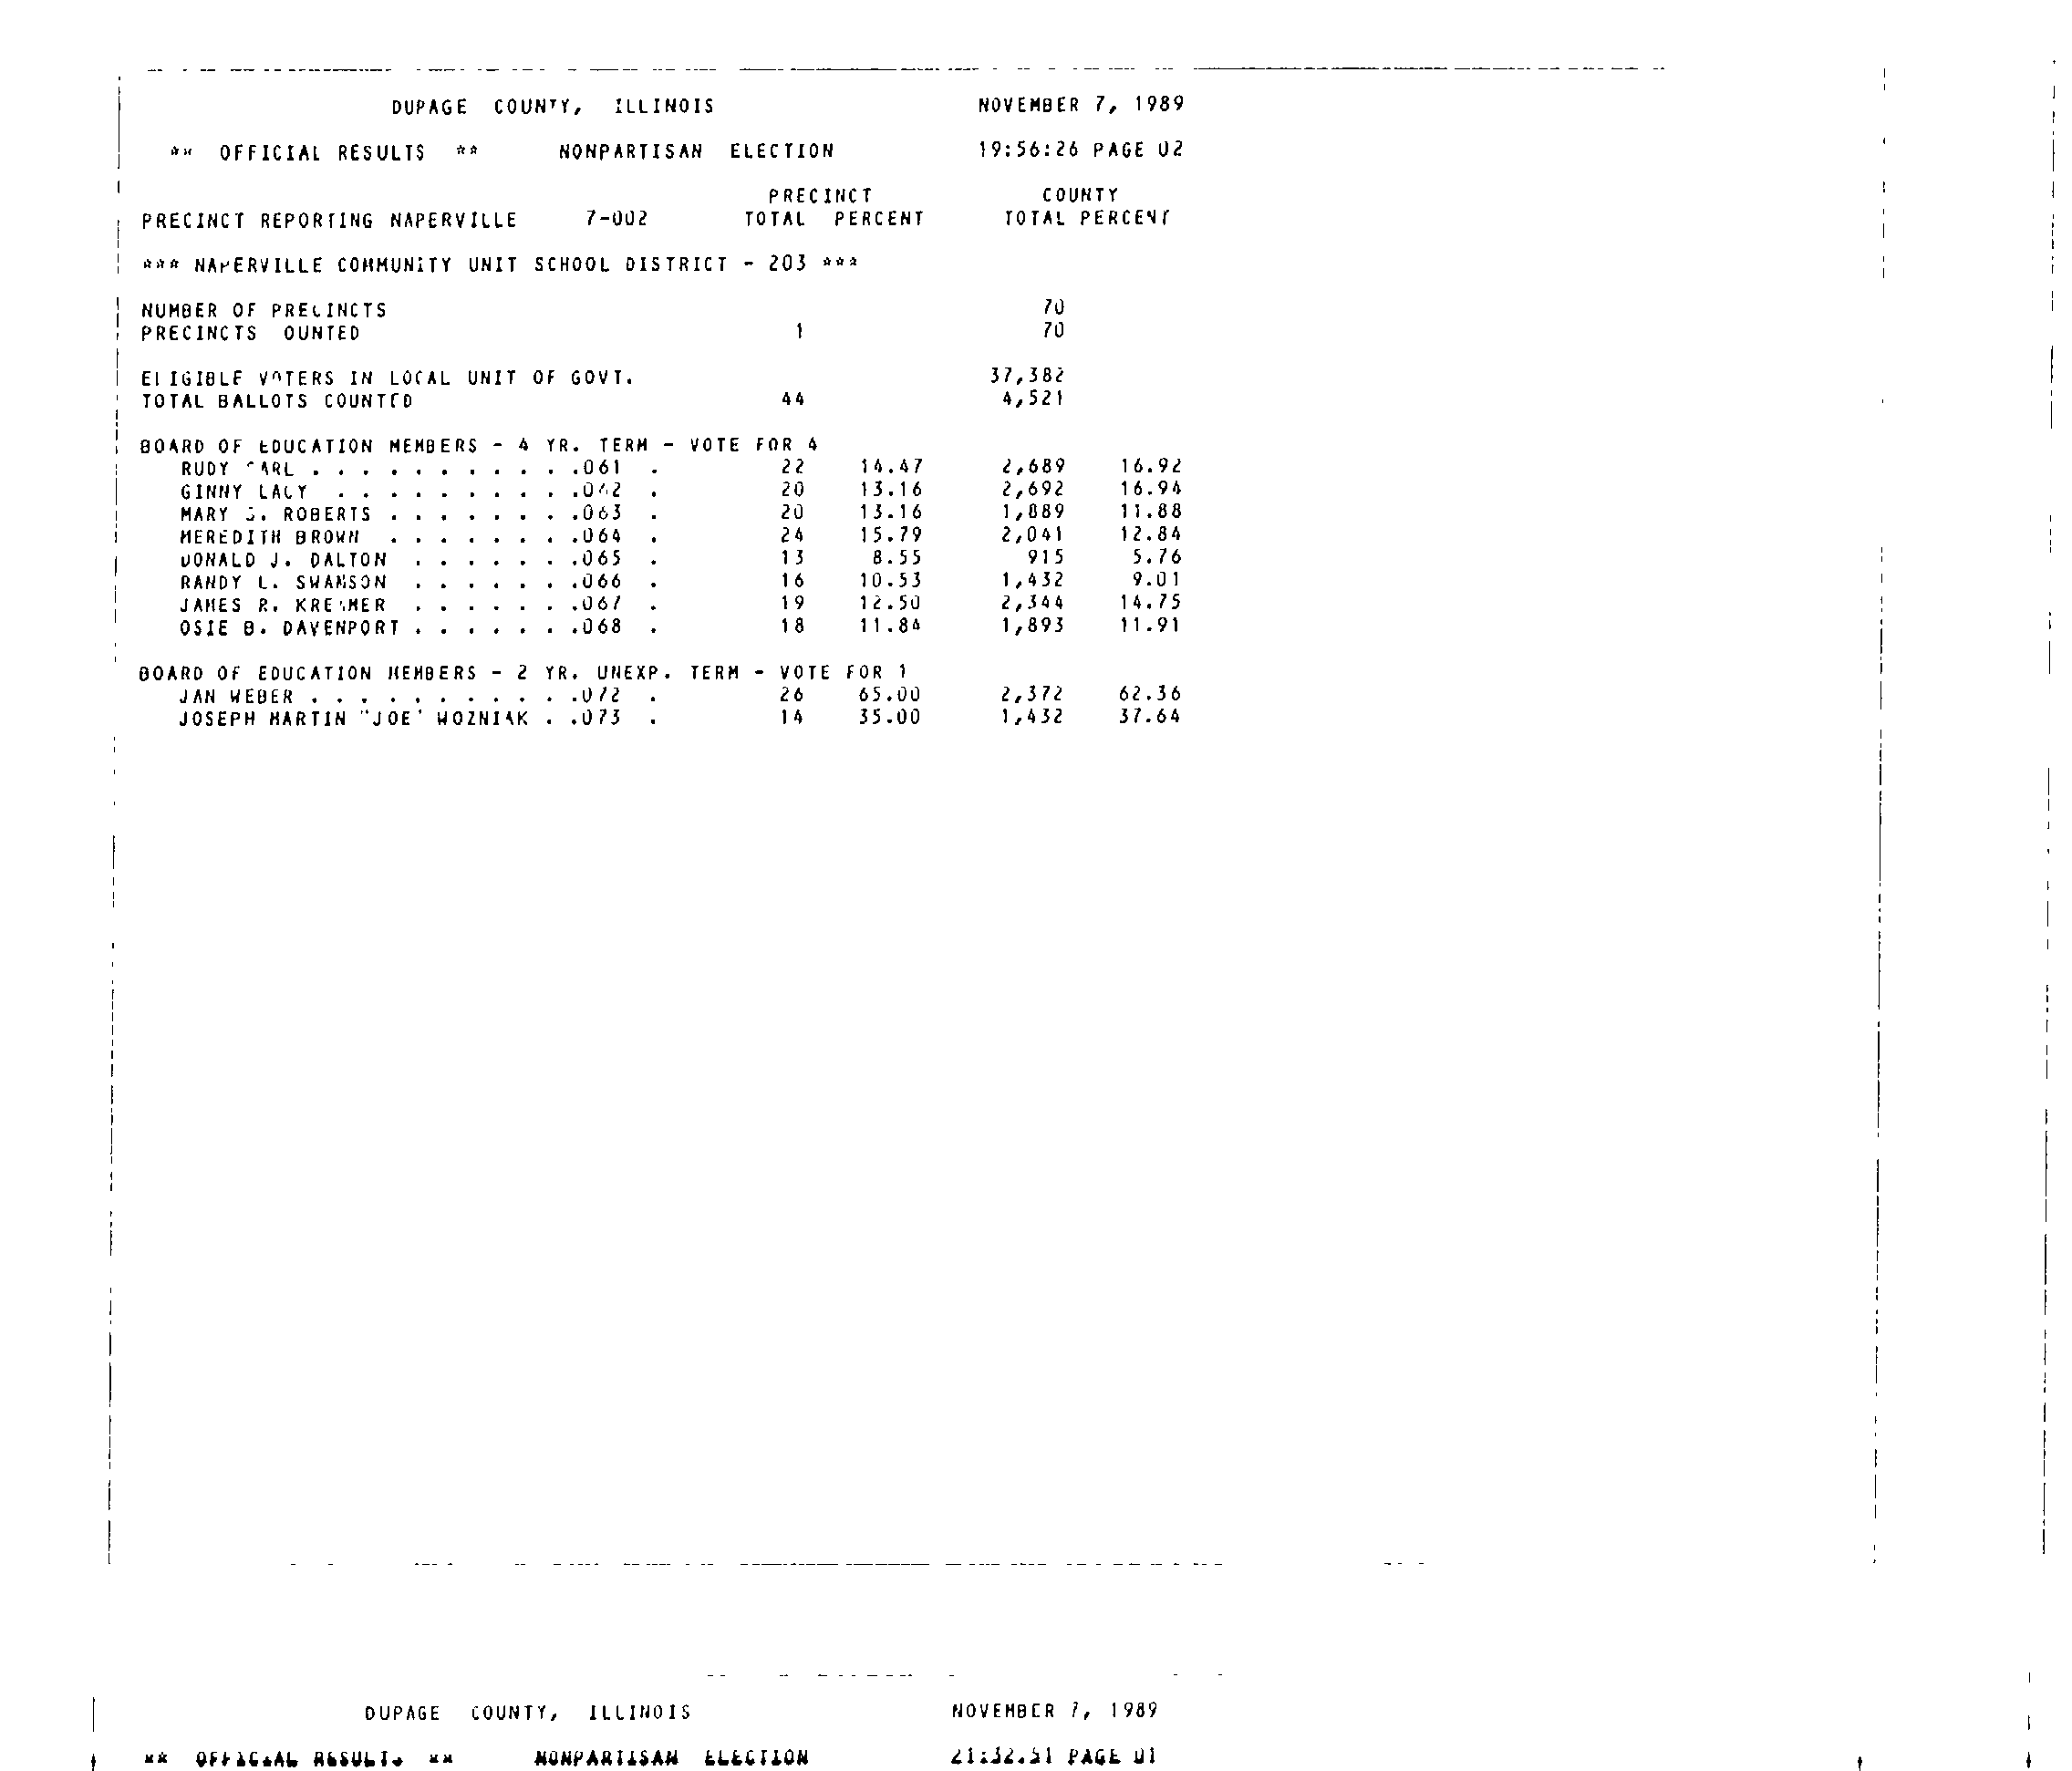 DUPAGE COUNTY, ILLINOIS NOVEMBER 7, 1989
** OFFICIAL RESULTS ** NONPARTISAN ELECTION 19:56:26 PAGE 02
PRECINCT COUNTY
PRECINCT REPORTING NAPERVILLE 7-002 TOTAL PERCENT TOTAL PERCENT
*** NAPERVILLE COMMUNITY UNIT SCHOOL DISTRICT - 203 ***
NUMBER OF PRECINCTS 70
PRECINCTS OUNTED 1 70
ELIGIBLE VOTERS IN LOCAL UNIT OF GOVT. 37,382
TOTAL BALLOTS COUNTED 44 4,521
BOARD OF EDUCATION MEMBERS - 4 YR. TERM - VOTE FOR 4
RUDY CARL . . . . . . . . . . .061 . 22 14.47 2,689 16.92
GINNY LACY . . . . . . . . . .062 . 20 13.16 2,692 16.94
MARY ROBERTS . . . . . . . .063 . 20 13.16 1,889 11.88
MEREDITH BROWN . . . . . . . .064 . 24 15.79 2,041 12.84
DONALD J. DALTON . . . . . . .065 . 13 8.55 915 5.76
RANDY L. SWANSON . . . . . . .066 . 16 10.53 1,432 9.01
JAMES R. . . . . . . .067 . 19 12.50 2,344 14.75
OSIE B. DAVENPORT . . . . . . .068 . 18 11.84 1,893 11.91
BOARD OF EDUCATION MEMBERS - 2 YR. UNEXP. TERM - VOTE FOR 1
JAN WEBER . . . . . . . . . . .072 . 26 65.00 2,372 62.36
JOSEPH MARTIN "JOE" WOZNIAK . .073 . 14 35.00 1,432 37.64
DUPAGE COUNTY, ILLINOIS NOVEMBER 7, 1989
** OFFICIAL RESULTS ** NONPARTISAN ELECTION 21:32:51 PAGE 01